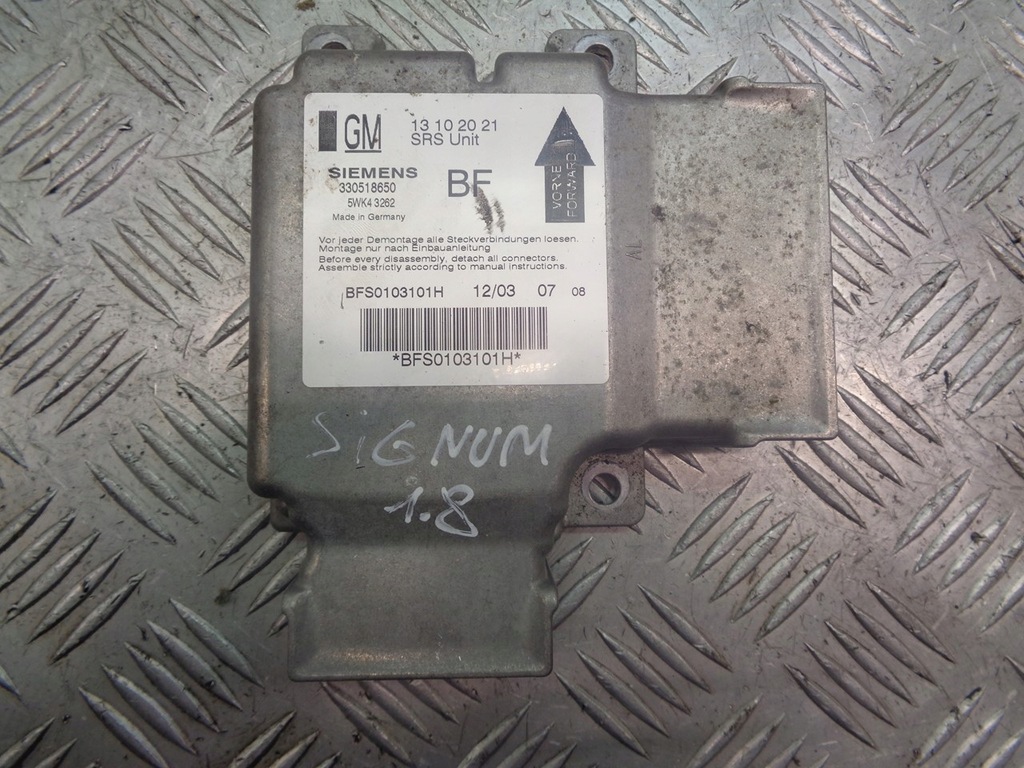 GM
13 10 20 21
SRS Unit
SIEMENS
330518650
5WK4 3262
Made in Germany
BF
VORNE
FORWARD
Vor jeder Demontage alle Steckverbindungen loesen.
Montage nur nach Einbauanleitung
Before every disassembly, detach all connectors.
Assemble strictly according to manual instructions.
BFS0103101H 12/03 07 08
*BFS0103101H*
SiGNUM
1.8